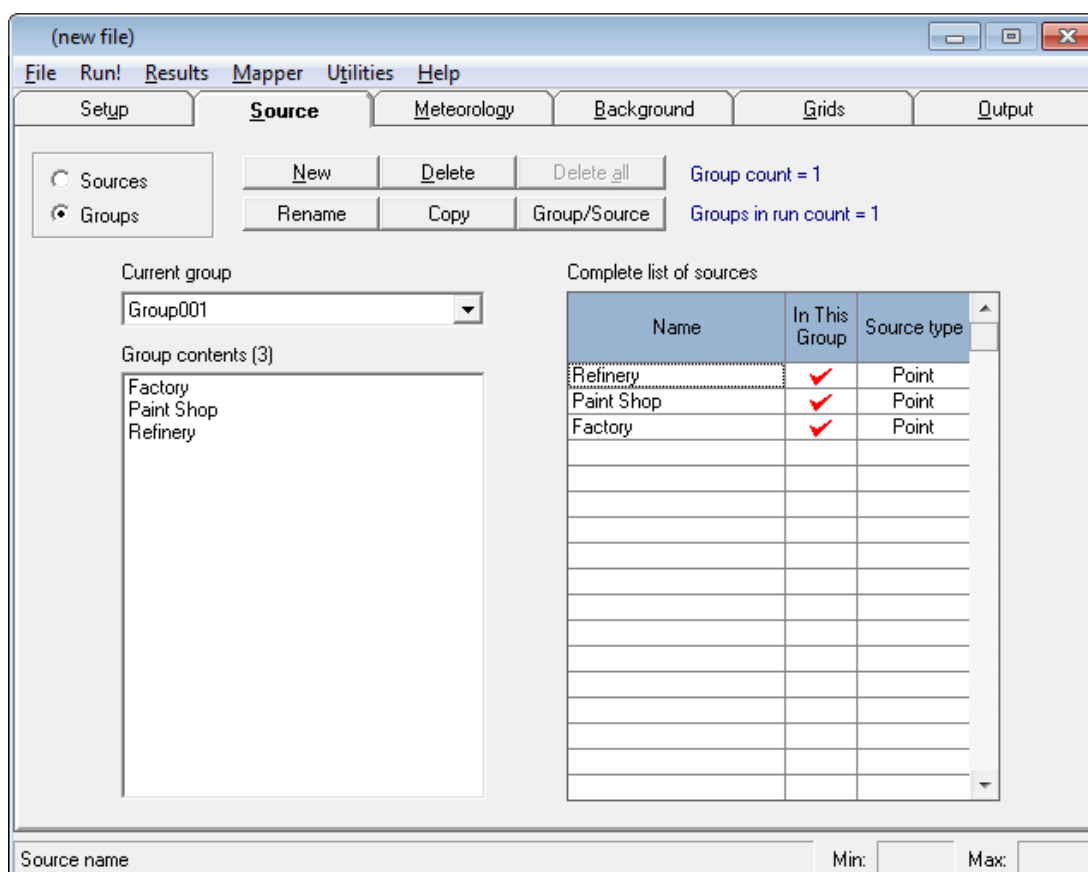 (new file)
File Run! Results Mapper Utilities Help
Setup Source Meteorology Background Grids Output
Sources
Groups
New Delete Delete all
Rename Copy Group/Source
Group count = 1
Groups in run count = 1
Current group
Group001
Group contents (3)
Factory
Paint Shop
Refinery
Complete list of sources
Name In This Group Source type
Refinery Point
Paint Shop Point
Factory Point
Source name Min: Max: